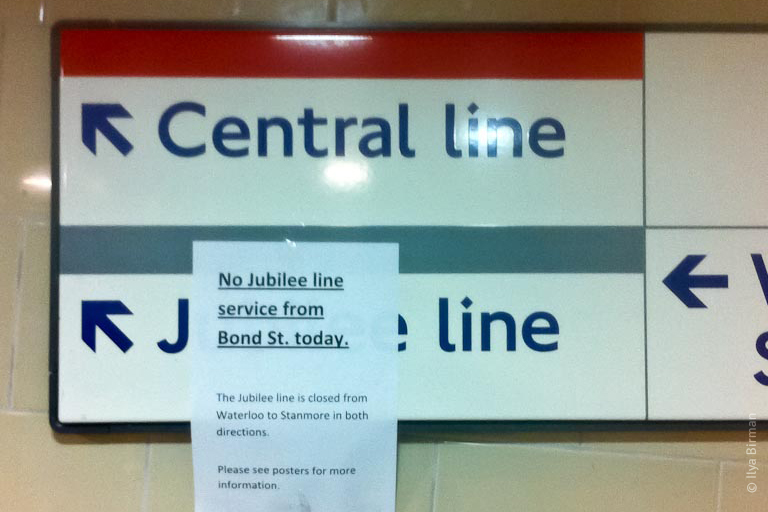 Central line
J e line
No Jubilee line
service from
Bond St. today.
The Jubilee line is closed from
Waterloo to Stanmore in both
directions.
Please see posters for more
information.
© Ilya Birman